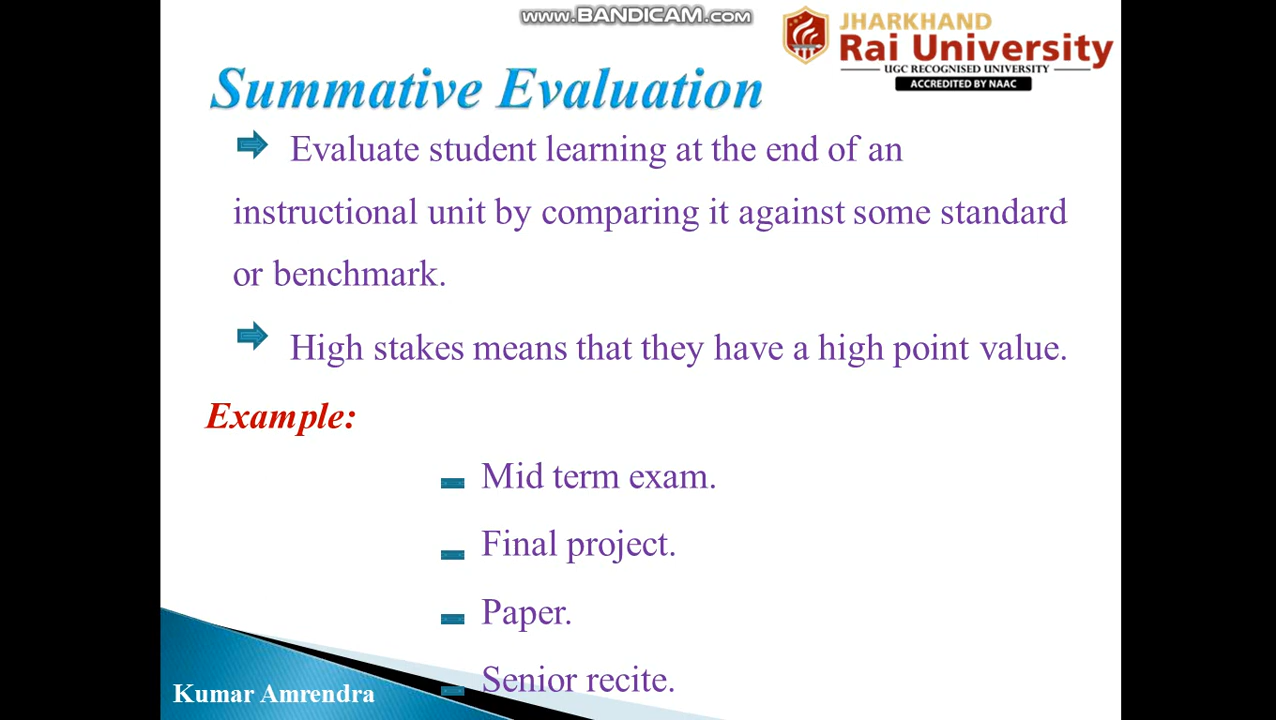 www.BANDICAM.com
JHARKHAND
Rai University
UGC RECOGNISED UNIVERSITY
ACCREDITED BY NAAC
Summative Evaluation
Evaluate student learning at the end of an
instructional unit by comparing it against some standard
or benchmark.
High stakes means that they have a high point value.
Example:
Mid term exam.
Final project.
Paper.
Senior recite.
Kumar Amrendra